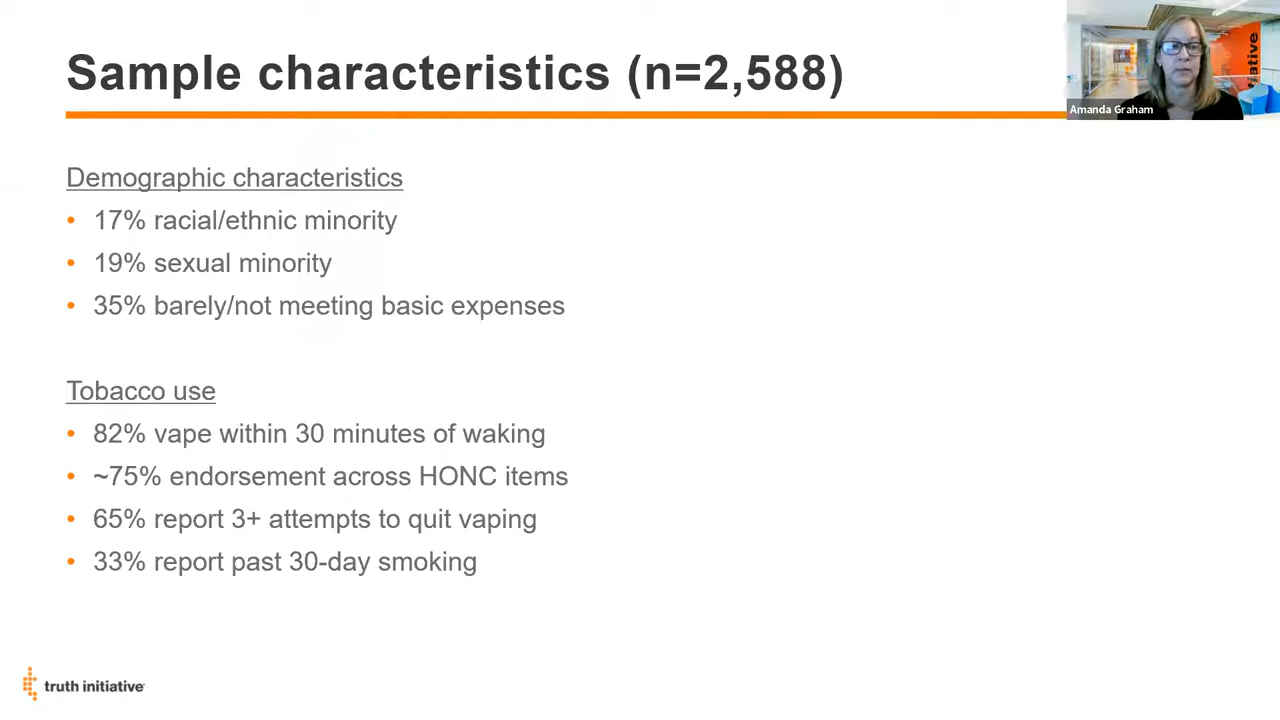 Sample characteristics (n=2,588)
Amanda Graham
Demographic characteristics
• 17% racial/ethnic minority
• 19% sexual minority
• 35% barely/not meeting basic expenses
Tobacco use
• 82% vape within 30 minutes of waking
• ~75% endorsement across HONC items
• 65% report 3+ attempts to quit vaping
• 33% report past 30-day smoking
truth initiative